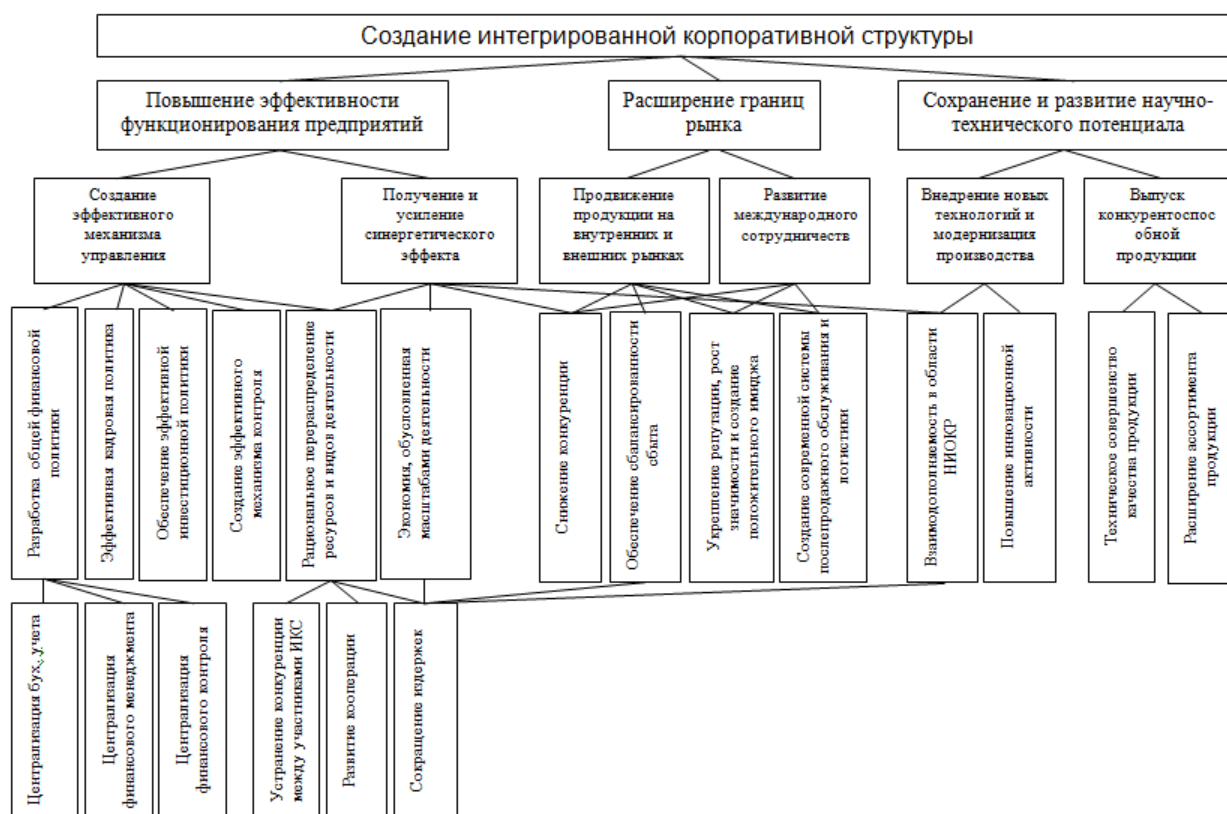 Создание интегрированной корпоративной структуры
Повышение эффективности
функционирования предприятий
Расширение границ
рынка
Сохранение и развитие научно-
технического потенциала
Создание
эффективного
механизма
управления
Получение и
усиление
синергетического
эффекта
Продвижение
продукции на
внутренних и
внешних рынках
Развитие
международного
сотрудничеств
Внедрение новых
технологий и
модернизация
производства
Выпуск
конкурентоспос
обной
продукции
Разработка общей финансовой
политики
Эффективная кадровая политика
Обеспечение эффективной
инвестиционной политики
Создание эффективного
механизма контроля
Рациональное перераспределение
ресурсов и видов деятельности
Экономия, обусловленная
масштабами деятельности
Снижение конкуренции
Обеспечение сбалансированности
сбыта
Укрепление репутации, рост
значимости и создание
положительного имиджа
Создание современной системы
послепродажного обслуживания и
логистики
Взаимодополняемость в области
НИОКР
Повышение инновационной
активности
Техническое совершенство
качества продукции
Расширение ассортимента
продукции
Централизация бух. учета
Централизация
финансового менеджмента
Централизация
финансового контроля
Устранение конкуренции
между участниками ИКС
Развитие кооперации
Сокращение издержек